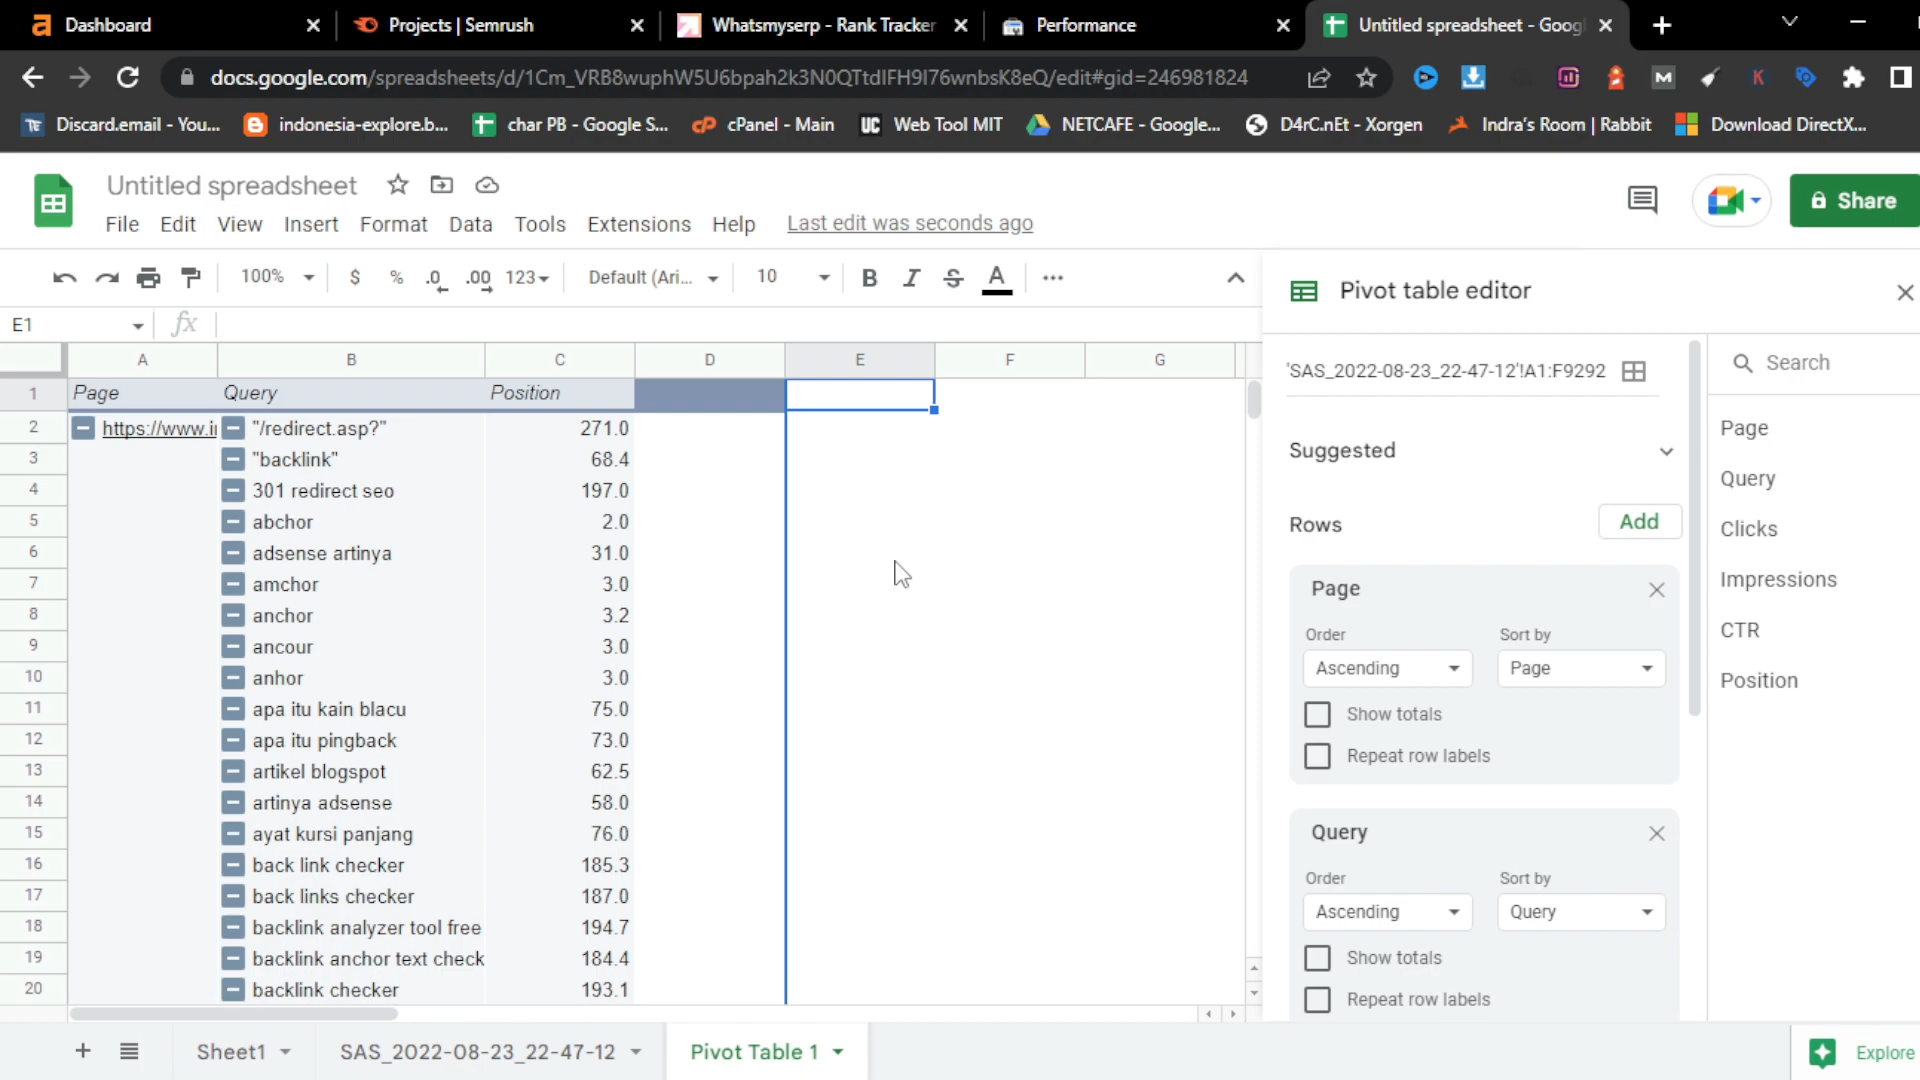 Dashboard
Projects | Semrush
Whatsmyserp - Rank Tracker
Performance
Untitled spreadsheet - Goog
docs.google.com/spreadsheets/d/1Cm_VRB8wuphW5U6bpah2k3N0QTtdIFH9I76wnbsK8eQ/edit#gid=246981824
Discard.email - You...
indonesia-explore.b...
char PB - Google S...
cPanel - Main
UC Web Tool MIT
NETCAFE - Google...
D4rC.nEt - Xorgen
Indra's Room | Rabbit
Download DirectX...
Untitled spreadsheet
Share
File Edit View Insert Format Data Tools Extensions Help Last edit was seconds ago
100% $ % .0 .00 123 Default (Ari... 10 B I S A
E1 fx
A B C D E F G
1 Page Query Position
2 https://www.i "/redirect.asp?" 271.0
3 "backlink" 68.4
4 301 redirect seo 197.0
5 abchor 2.0
6 adsense artinya 31.0
7 amchor 3.0
8 anchor 3.2
9 ancour 3.0
10 anhor 3.0
11 apa itu kain blacu 75.0
12 apa itu pingback 73.0
13 artikel blogspot 62.5
14 artinya adsense 58.0
15 ayat kursi panjang 76.0
16 back link checker 185.3
17 back links checker 187.0
18 backlink analyzer tool free 194.7
19 backlink anchor text check 184.4
20 backlink checker 193.1
Pivot table editor
'SAS_2022-08-23_22-47-12'!A1:F9292
Suggested
Rows Add
Page
Order Sort by
Ascending Page
Show totals
Repeat row labels
Query
Order Sort by
Ascending Query
Show totals
Repeat row labels
Search
Page
Query
Clicks
Impressions
CTR
Position
Sheet1 SAS_2022-08-23_22-47-12 Pivot Table 1
Explore